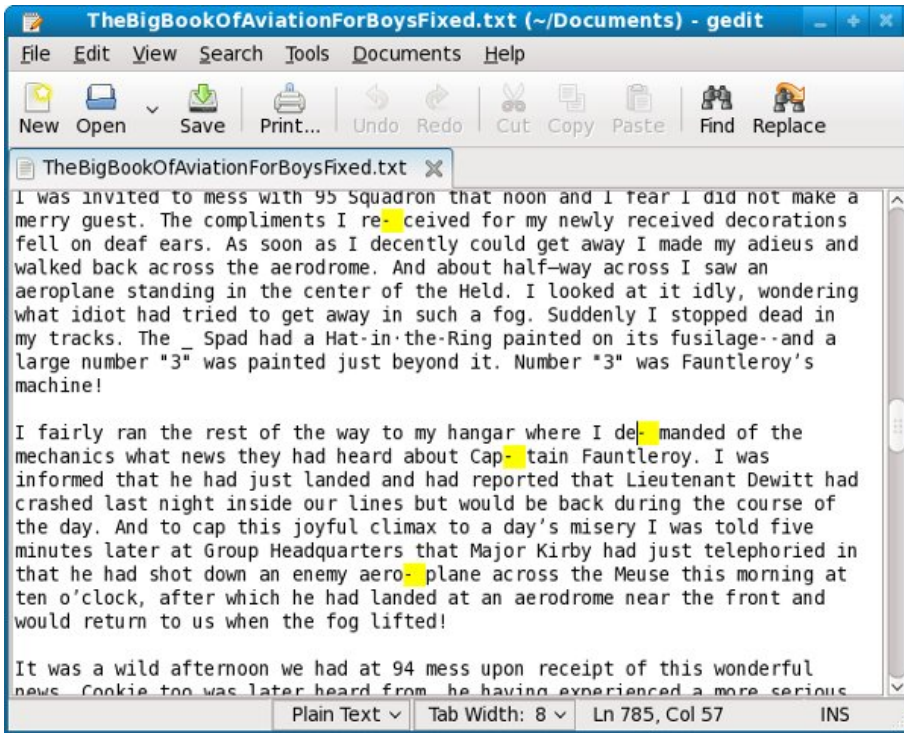 TheBigBookOfAviationForBoysFixed.txt (~/Documents) - gedit
File Edit View Search Tools Documents Help
New Open Save Print... Undo Redo Cut Copy Paste Find Replace
TheBigBookOfAviationForBoysFixed.txt
I was invited to mess with 95 Squadron that noon and I fear I did not make a
merry guest. The compliments I re- ceived for my newly received decorations
fell on deaf ears. As soon as I decently could get away I made my adieus and
walked back across the aerodrome. And about half—way across I saw an
aeroplane standing in the center of the Held. I looked at it idly, wondering
what idiot had tried to get away in such a fog. Suddenly I stopped dead in
my tracks. The _ Spad had a Hat-in·the-Ring painted on its fusilage--and a
large number "3" was painted just beyond it. Number "3" was Fauntleroy’s
machine!
I fairly ran the rest of the way to my hangar where I de- manded of the
mechanics what news they had heard about Cap- tain Fauntleroy. I was
informed that he had just landed and had reported that Lieutenant Dewitt had
crashed last night inside our lines but would be back during the course of
the day. And to cap this joyful climax to a day’s misery I was told five
minutes later at Group Headquarters that Major Kirby had just telephoried in
that he had shot down an enemy aero- plane across the Meuse this morning at
ten o’clock, after which he had landed at an aerodrome near the front and
would return to us when the fog lifted!
It was a wild afternoon we had at 94 mess upon receipt of this wonderful
news. Cookie too was later heard from, he having experienced a more serious
Plain Text Tab Width: 8 Ln 785, Col 57 INS